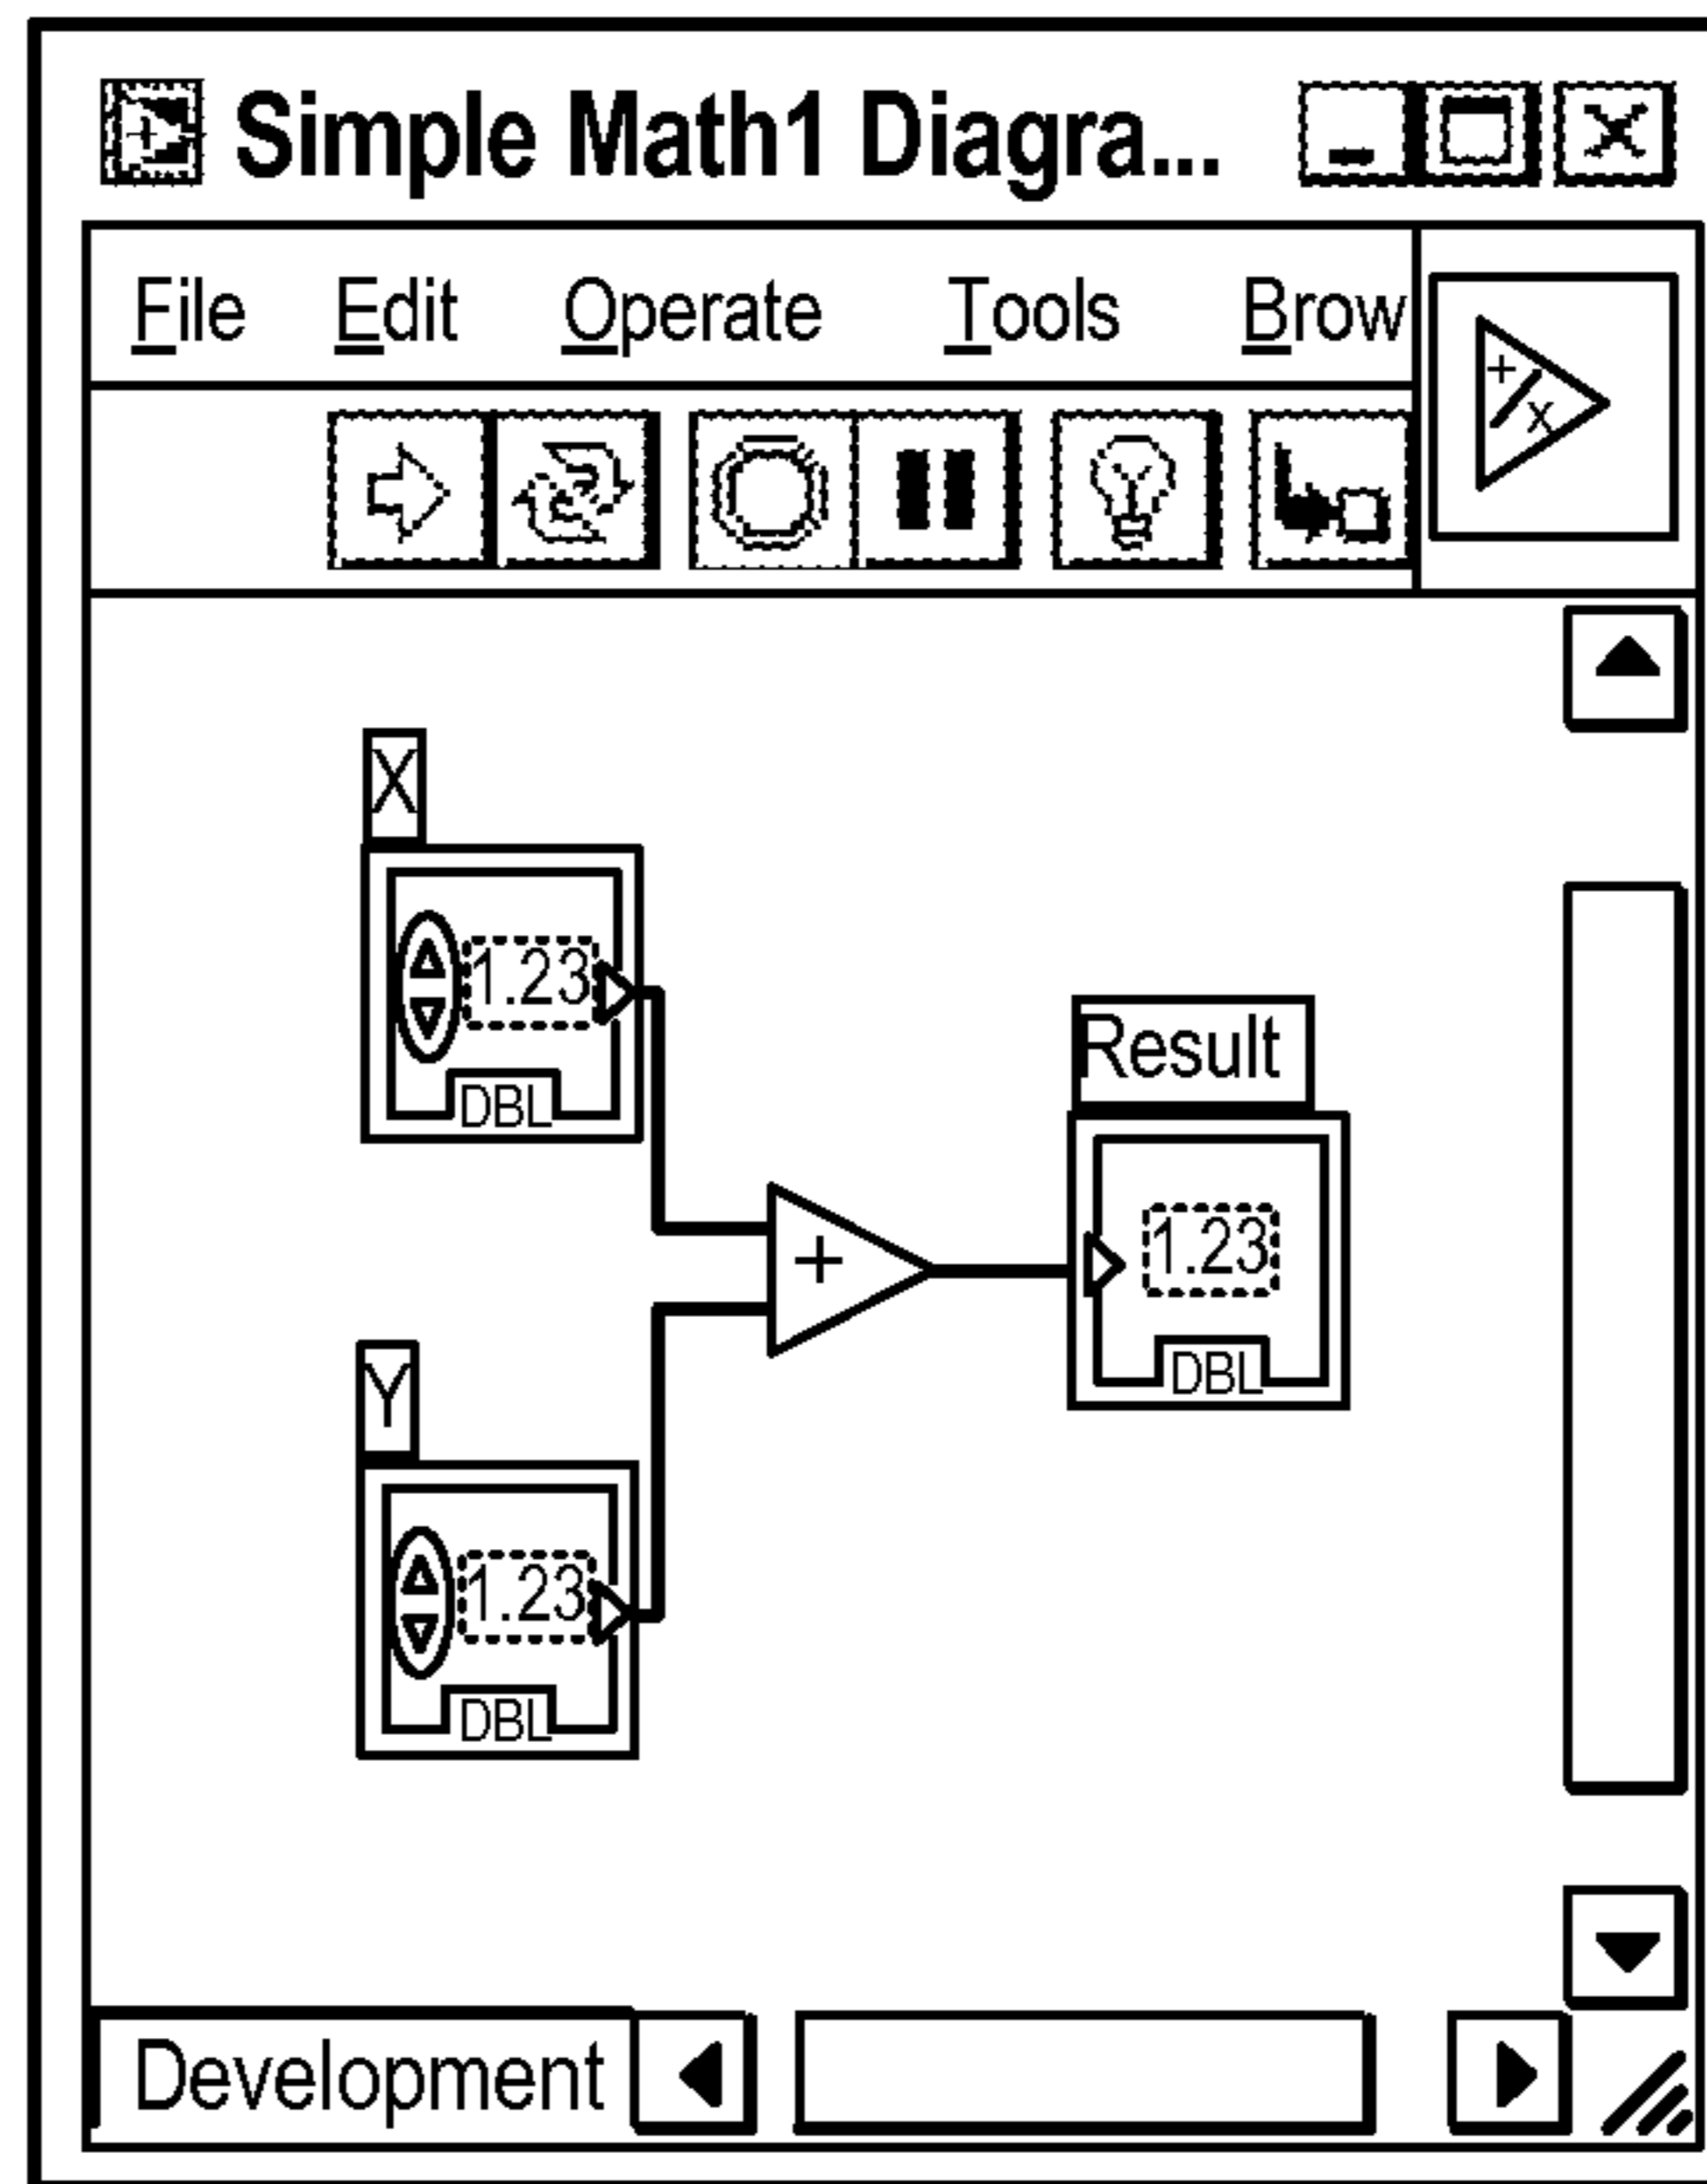 Simple Math1 Diagra...
File Edit Operate Tools Brow
+ / X
X
1.23
DBL
Result
1.23
DBL
+
Y
1.23
DBL
Development